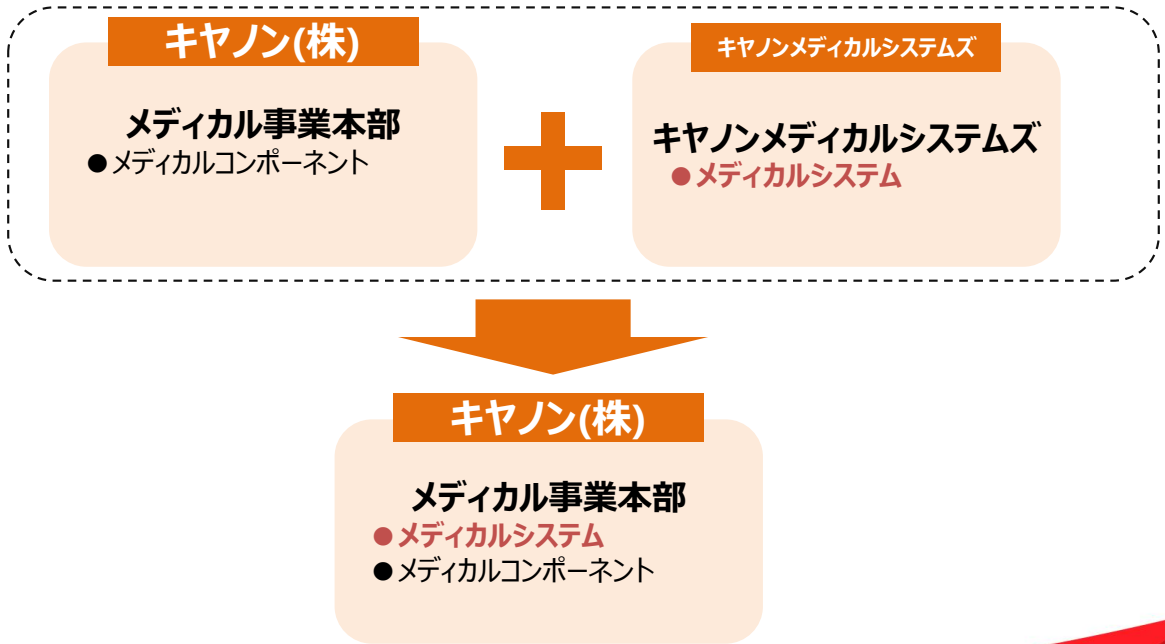 キヤノン(株)
メディカル事業本部
●メディカルコンポーネント
キヤノンメディカルシステムズ
キヤノンメディカルシステムズ
●メディカルシステム
キヤノン(株)
メディカル事業本部
●メディカルシステム
●メディカルコンポーネント